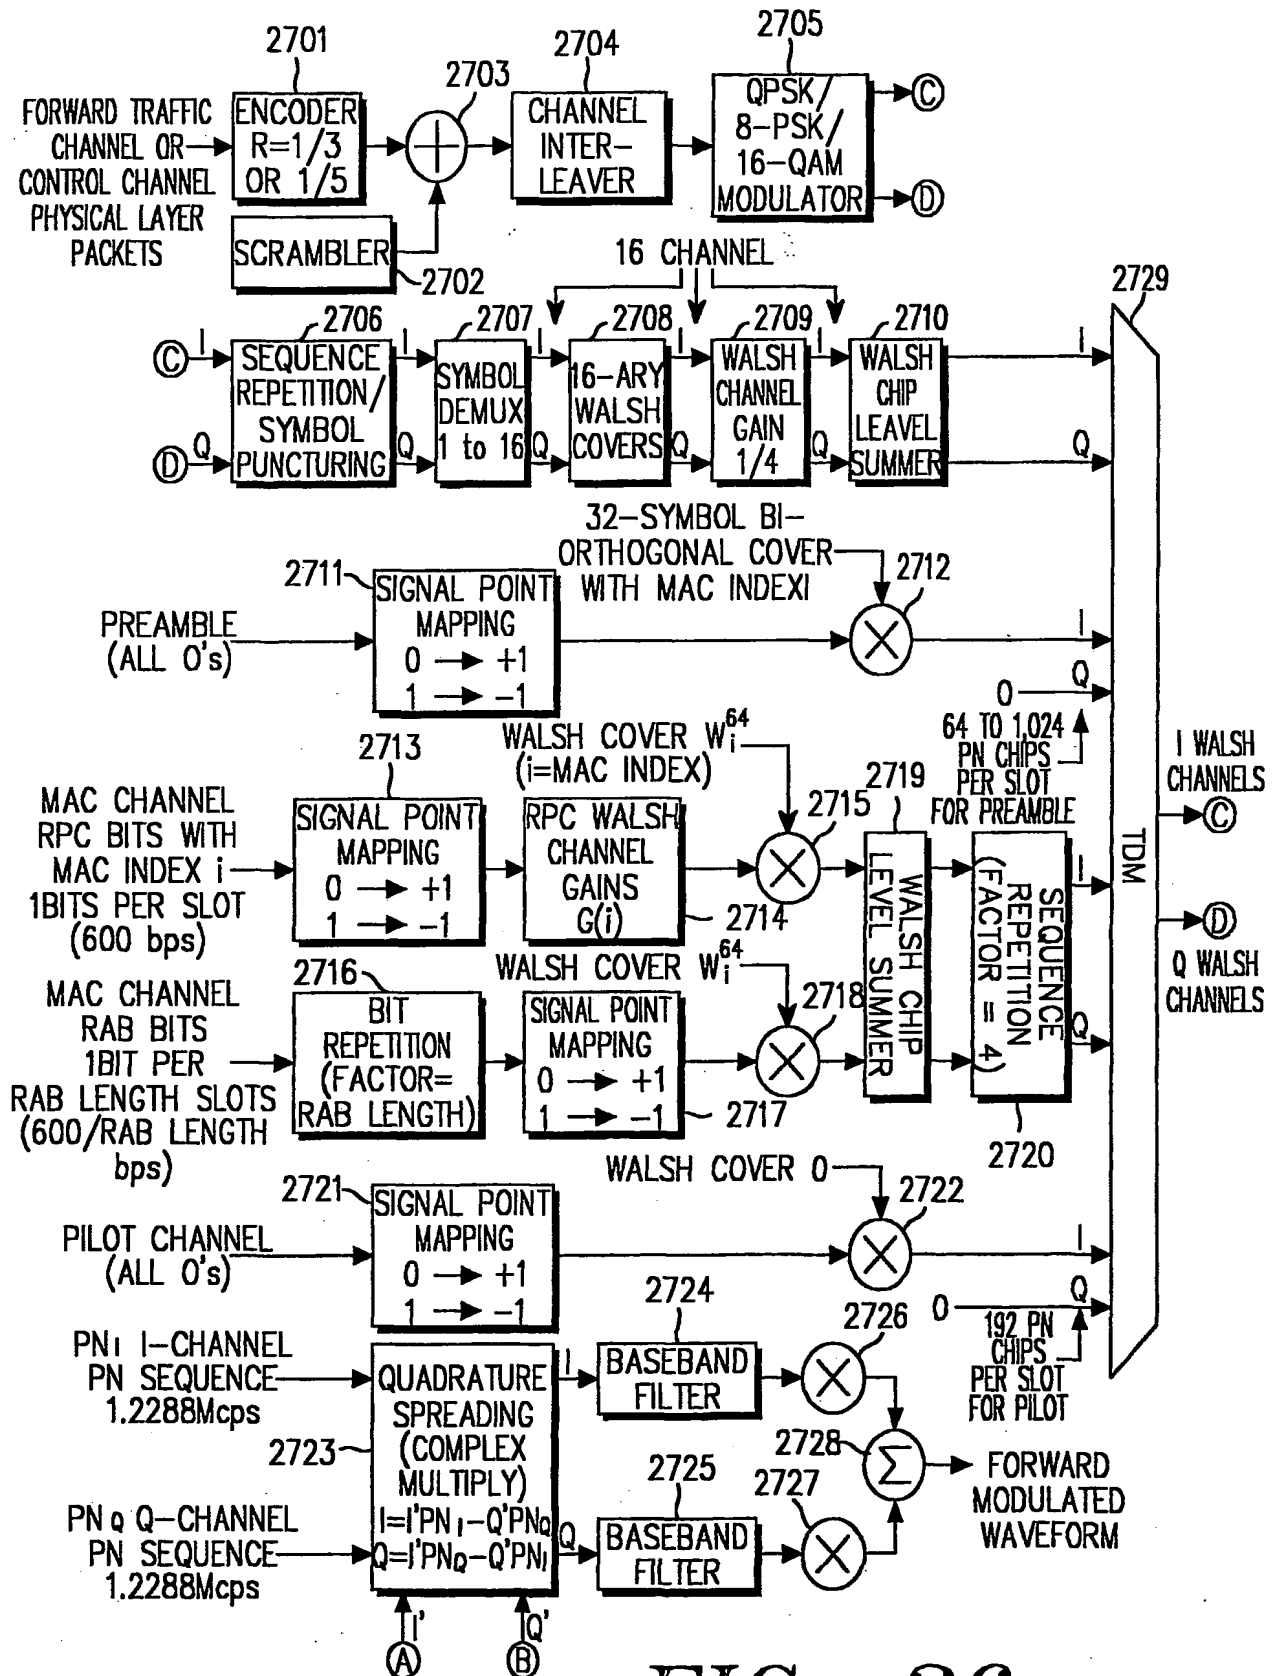 2701
2703
2704
2705
FORWARD TRAFFIC
CHANNEL OR
CONTROL CHANNEL
PHYSICAL LAYER
PACKETS
ENCODER
R=1/3
OR 1/5
SCRAMBLER
2702
CHANNEL
INTER-
LEAVER
QPSK/
8-PSK/
16-QAM
MODULATOR
C
D
16 CHANNEL
2729
2706
2707
2708
2709
2710
C
I
D
Q
SEQUENCE
REPETITION/
SYMBOL
PUNCTURING
I
Q
SYMBOL
DEMUX
1 to 16
I
Q
16-ARY
WALSH
COVERS
I
Q
WALSH
CHANNEL
GAIN
1/4
I
Q
WALSH
CHIP
LEAVEL
SUMMER
I
Q
32-SYMBOL BI-
ORTHOGONAL COVER
WITH MAC INDEXI
2711
2712
PREAMBLE
(ALL 0's)
SIGNAL POINT
MAPPING
0 → +1
1 → -1
I
0
Q
64 TO 1,024
PN CHIPS
PER SLOT
FOR PREAMBLE
WALSH COVER W_i^64
(i=MAC INDEX)
2713
2715
2719
MAC CHANNEL
RPC BITS WITH
MAC INDEX i
1BITS PER SLOT
(600 bps)
SIGNAL POINT
MAPPING
0 → +1
1 → -1
RPC WALSH
CHANNEL
GAINS
G(i)
2714
WALSH CHIP
LEVEL SUMMER
SEQUENCE
REPETITION
(FACTOR = 4)
I
Q
TDM
I WALSH
CHANNELS
C
D
Q WALSH
CHANNELS
WALSH COVER W_i^64
2716
2718
MAC CHANNEL
RAB BITS
1BIT PER
RAB LENGTH SLOTS
(600/RAB LENGTH
bps)
BIT
REPETITION
(FACTOR=
RAB LENGTH)
SIGNAL POINT
MAPPING
0 → +1
1 → -1
2717
2720
WALSH COVER 0
2721
2722
PILOT CHANNEL
(ALL 0's)
SIGNAL POINT
MAPPING
0 → +1
1 → -1
I
0
Q
192 PN
CHIPS
PER SLOT
FOR PILOT
2724
2726
PN_I I-CHANNEL
PN SEQUENCE
1.2288Mcps
2723
QUADRATURE
SPREADING
(COMPLEX
MULTIPLY)
I=I'PN_I-Q'PN_Q
Q=I'PN_Q-Q'PN_I
I
BASEBAND
FILTER
2728
Σ
FORWARD
MODULATED
WAVEFORM
2725
2727
PN_Q Q-CHANNEL
PN SEQUENCE
1.2288Mcps
Q
BASEBAND
FILTER
I'
Q'
A
B